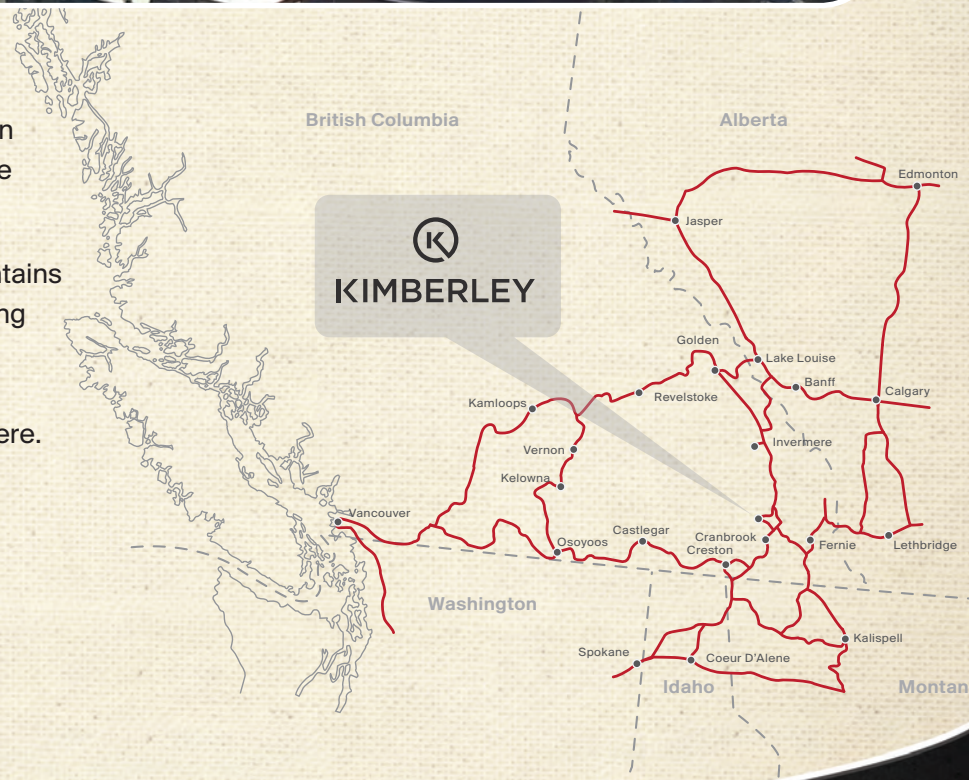 n
e
ntains
ng
ere.
British Columbia
Alberta
Edmonton
Jasper
K
KIMBERLEY
Golden
Lake Louise
Banff
Calgary
Revelstoke
Kamloops
Invermere
Vernon
Kelowna
Vancouver
Castlegar
Cranbrook
Creston
Osoyoos
Fernie
Lethbridge
Washington
Kalispell
Spokane
Coeur D'Alene
Idaho
Montan